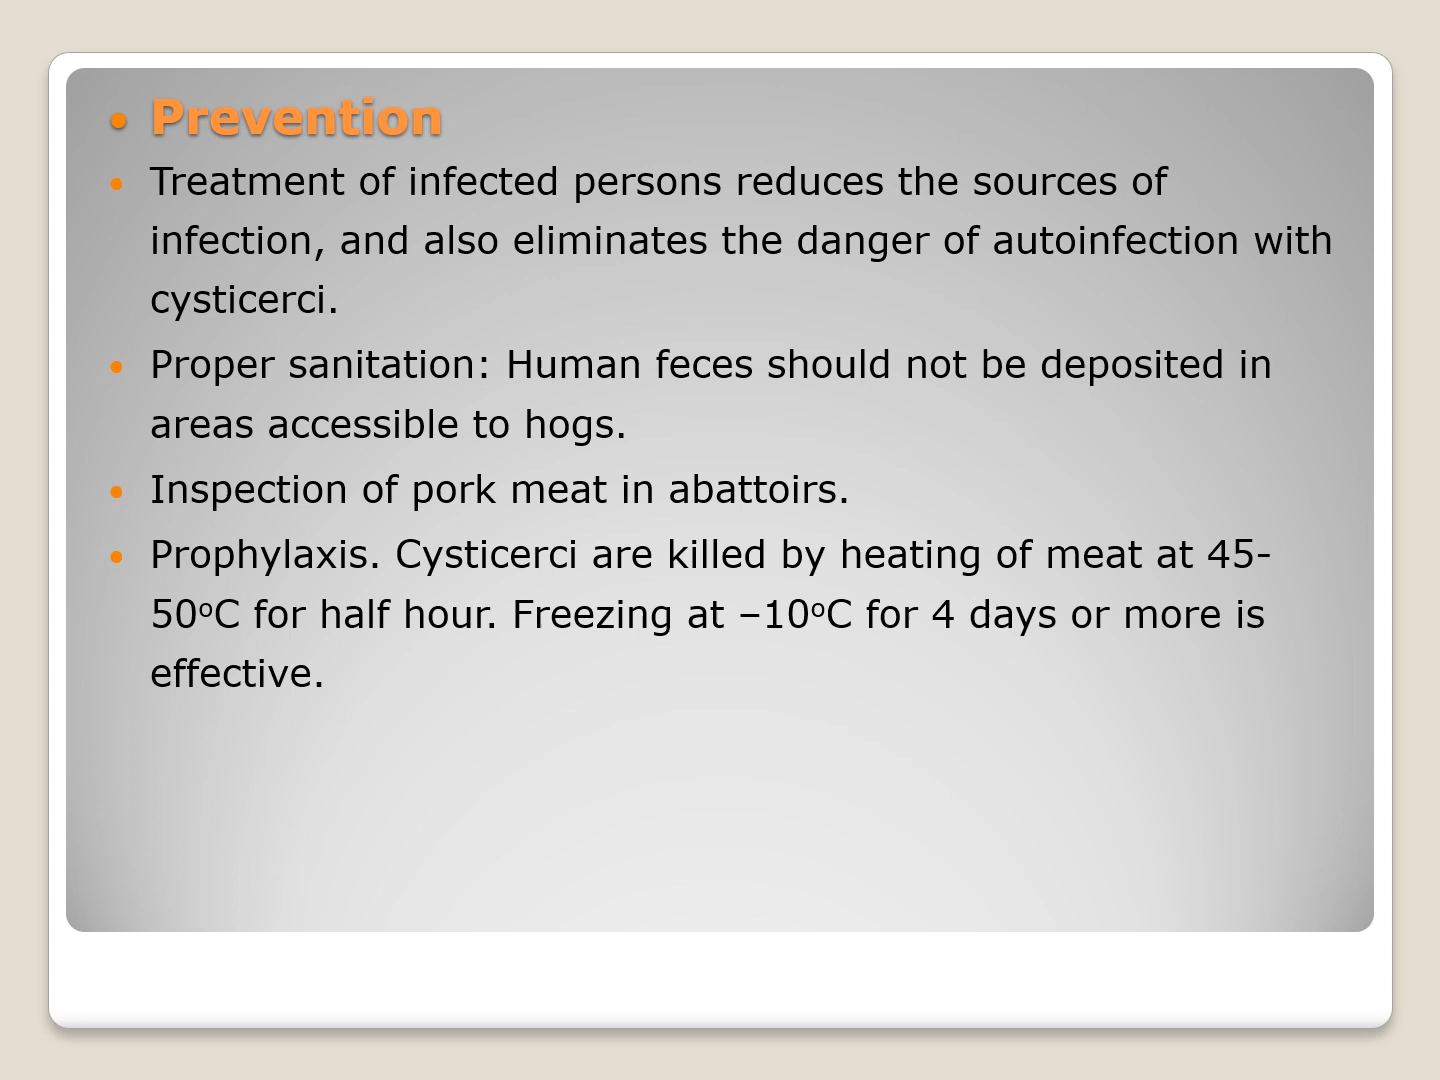 • Prevention
• Treatment of infected persons reduces the sources of
infection, and also eliminates the danger of autoinfection with
cysticerci.
• Proper sanitation: Human feces should not be deposited in
areas accessible to hogs.
• Inspection of pork meat in abattoirs.
• Prophylaxis. Cysticerci are killed by heating of meat at 45-
50ºC for half hour. Freezing at –10ºC for 4 days or more is
effective.